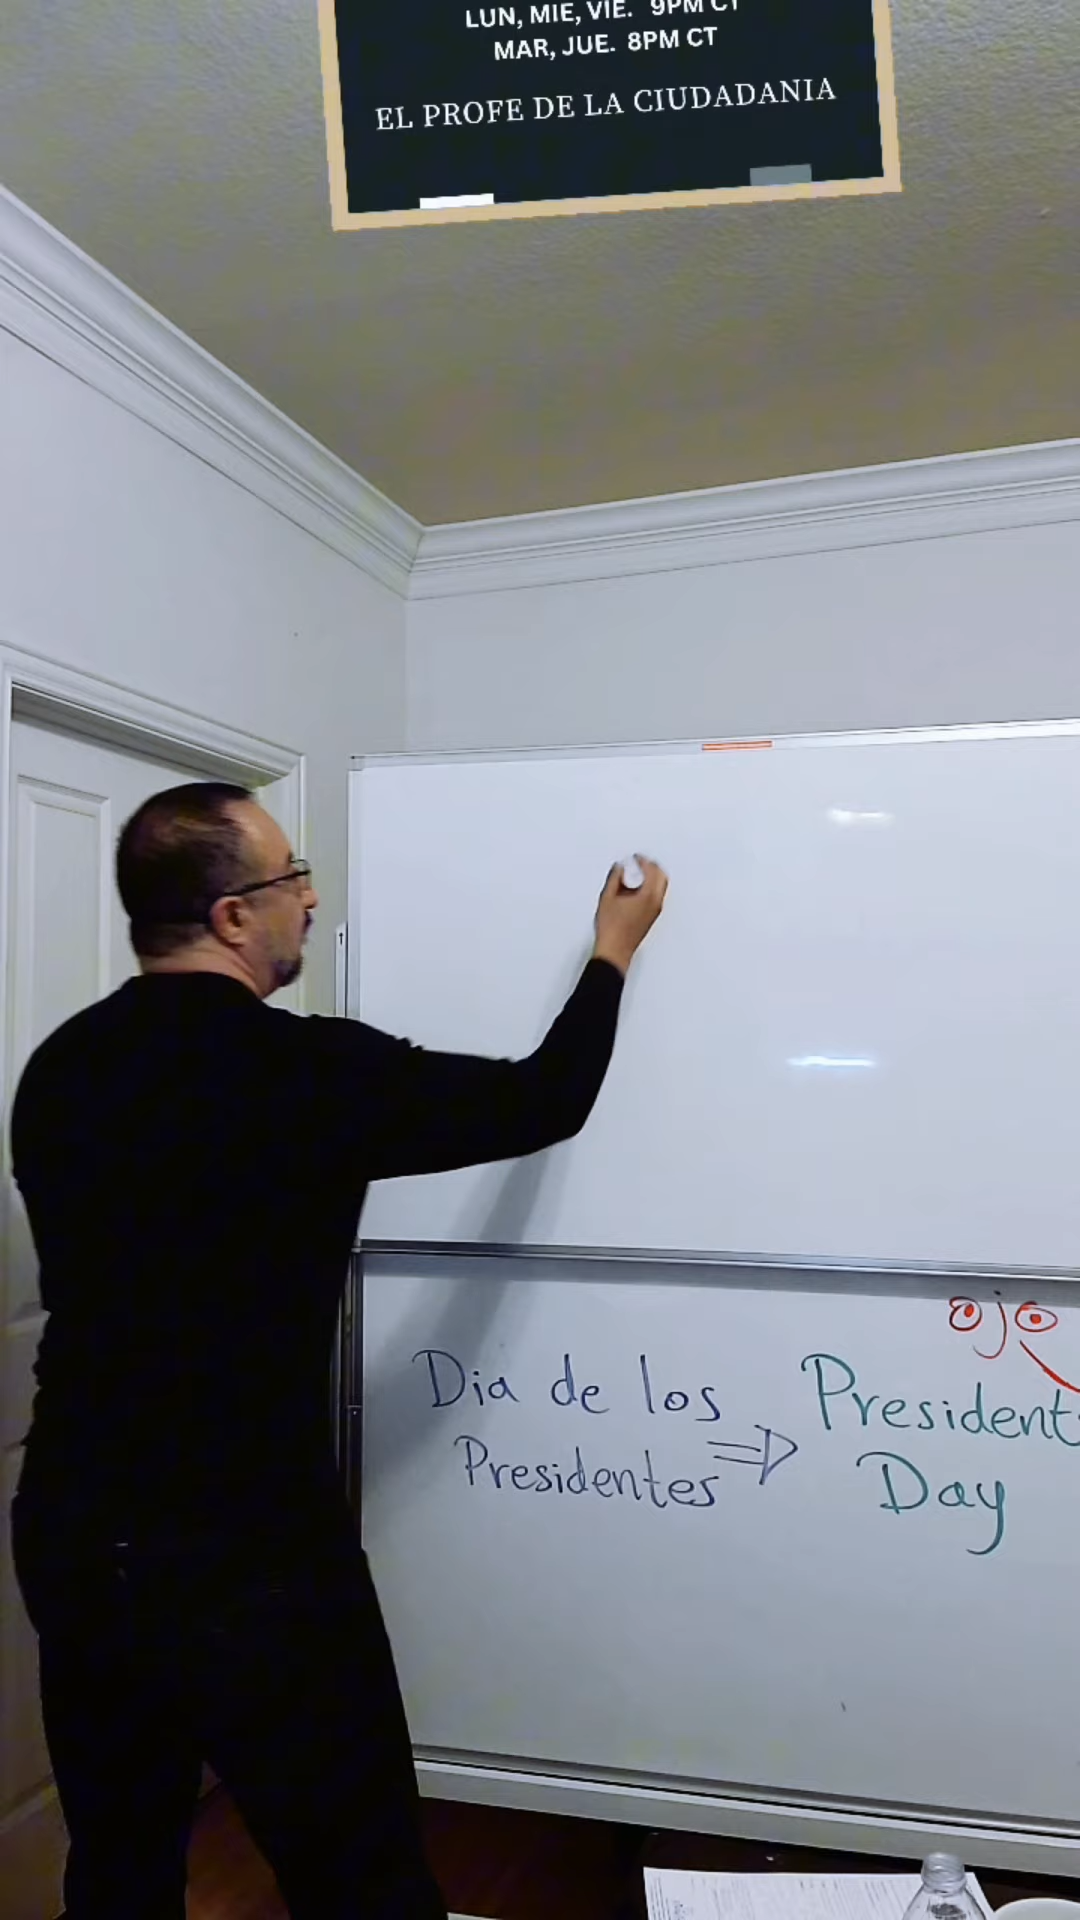 LUN, MIE, VIE. 9PM CT
MAR, JUE. 8PM CT
EL PROFE DE LA CIUDADANIA
ojo
Dia de los
Presidentes
President
Day